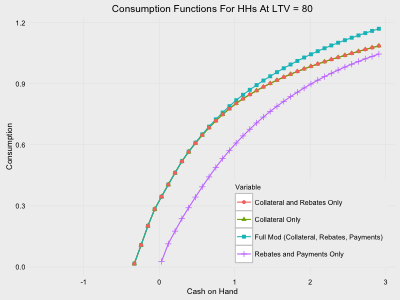 Consumption Functions For HHs At LTV = 80
1.2
0.9
0.6
0.3
0.0
Consumption
Variable
Collateral and Rebates Only
Collateral Only
Full Mod (Collateral, Rebates, Payments)
Rebates and Payments Only
-1
0
1
2
3
Cash on Hand